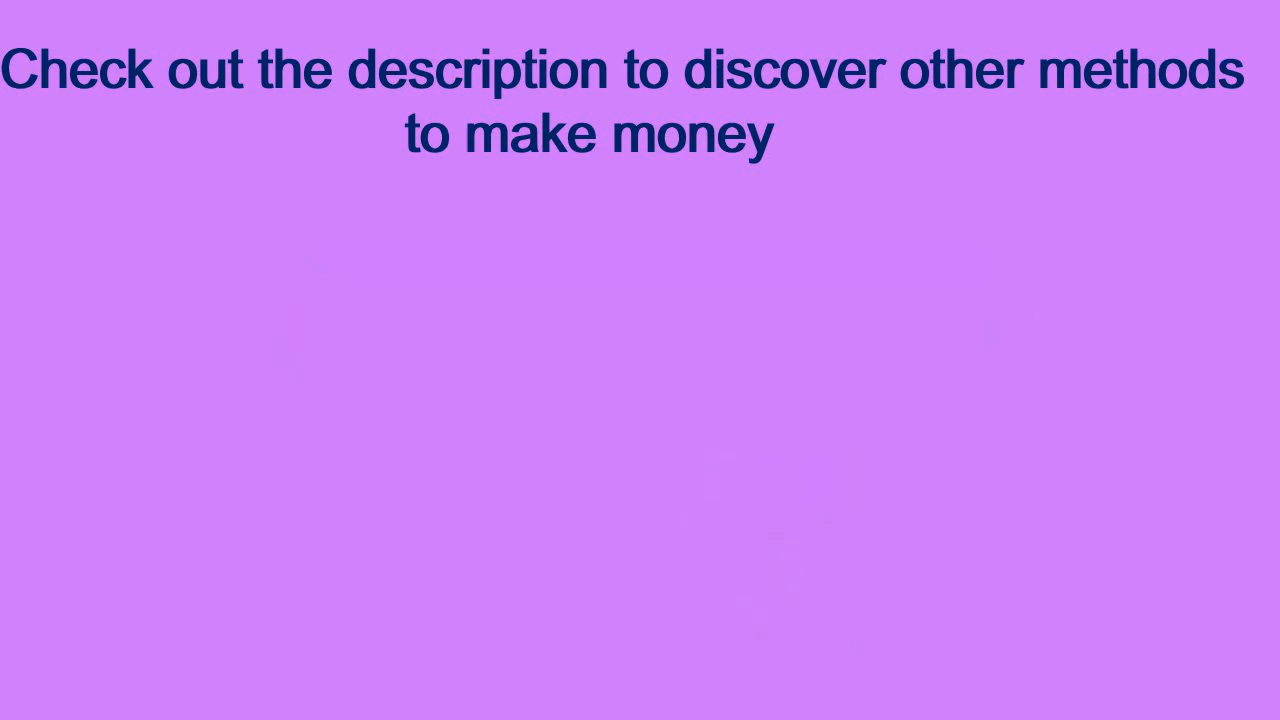 Check out the description to discover other methods
to make money